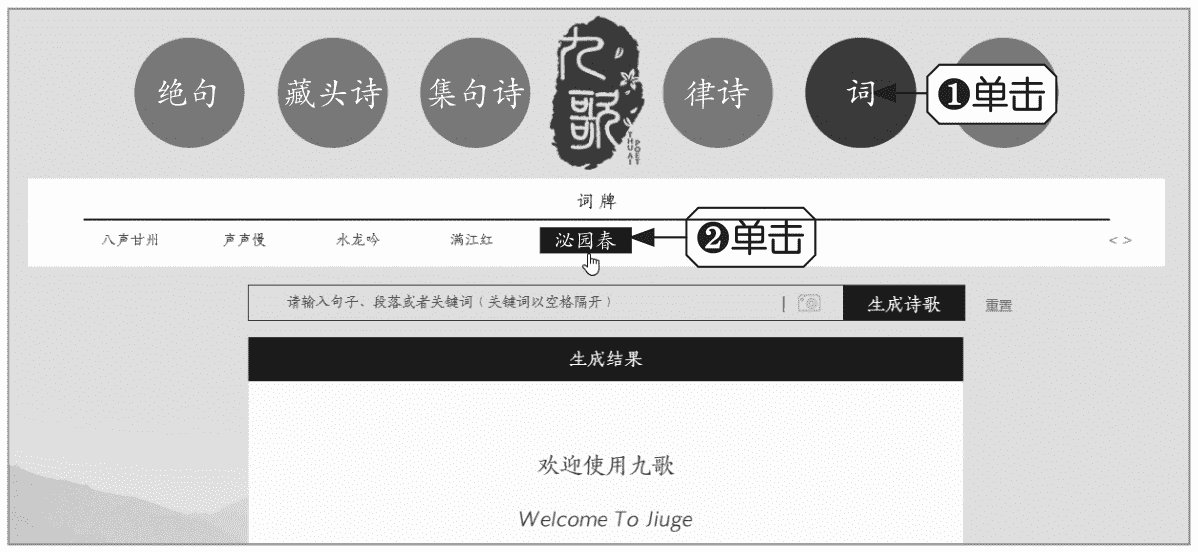 绝句 藏头诗 集句诗 九歌 律诗 词 ❶单击
THUAI POET
词牌
八声甘州 声声慢 水龙吟 满江红 沁园春 ❷单击 < >
请输入句子、段落或者关键词（关键词以空格隔开） | 生成诗歌 重置
生成结果
欢迎使用九歌
Welcome To Jiuge